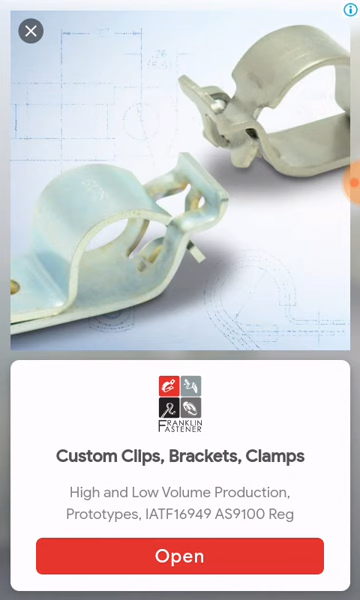 FRANKLIN
FASTENER
Custom Clips, Brackets, Clamps
High and Low Volume Production,
Prototypes, IATF16949 AS9100 Reg
Open